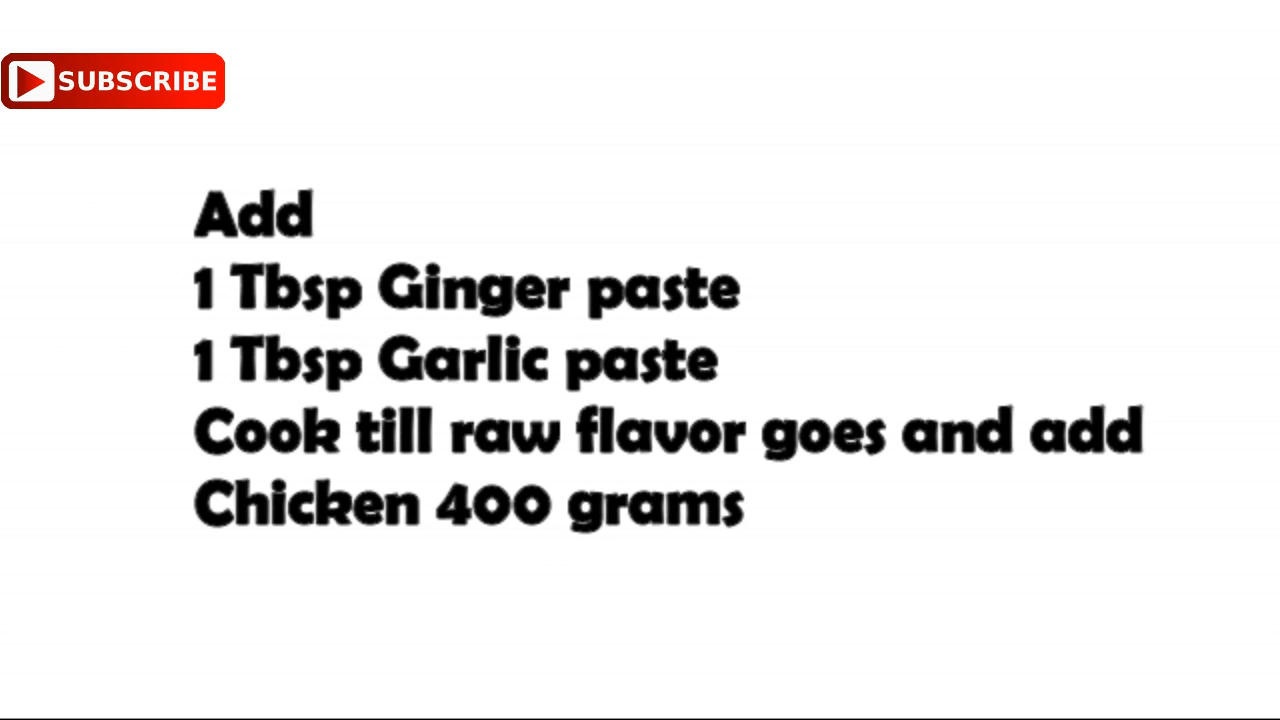 SUBSCRIBE
Add
1 Tbsp Ginger paste
1 Tbsp Garlic paste
Cook till raw flavor goes and add
Chicken 400 grams